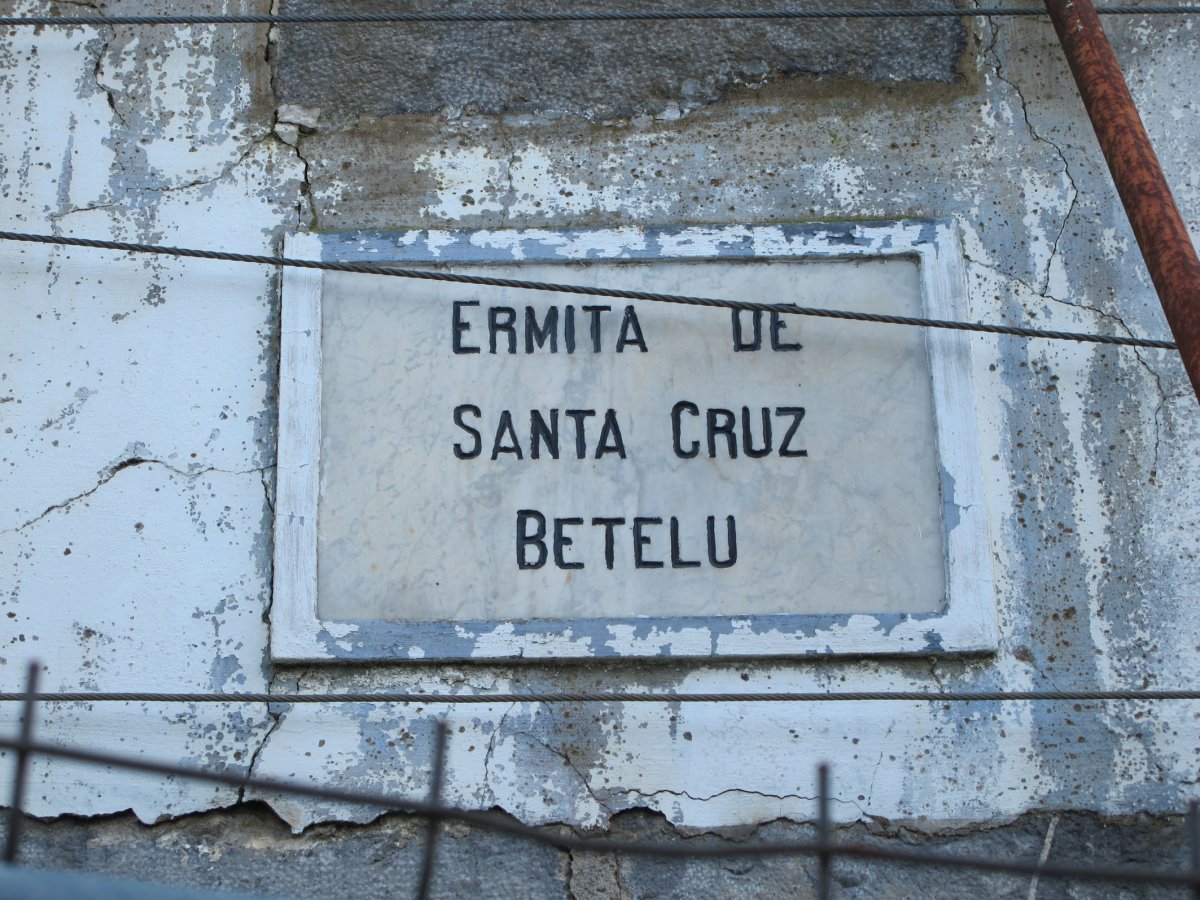 ERMITA DE
SANTA CRUZ
BETELU